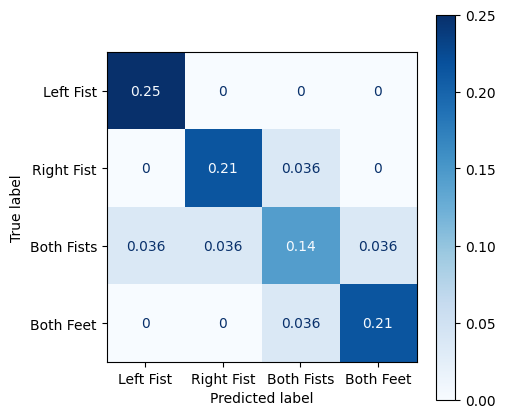 Left Fist 0.25 0 0 0
Right Fist 0 0.21 0.036 0
Both Fists 0.036 0.036 0.14 0.036
Both Feet 0 0 0.036 0.21
Left Fist Right Fist Both Fists Both Feet
Predicted label
True label
0.25
0.20
0.15
0.10
0.05
0.00